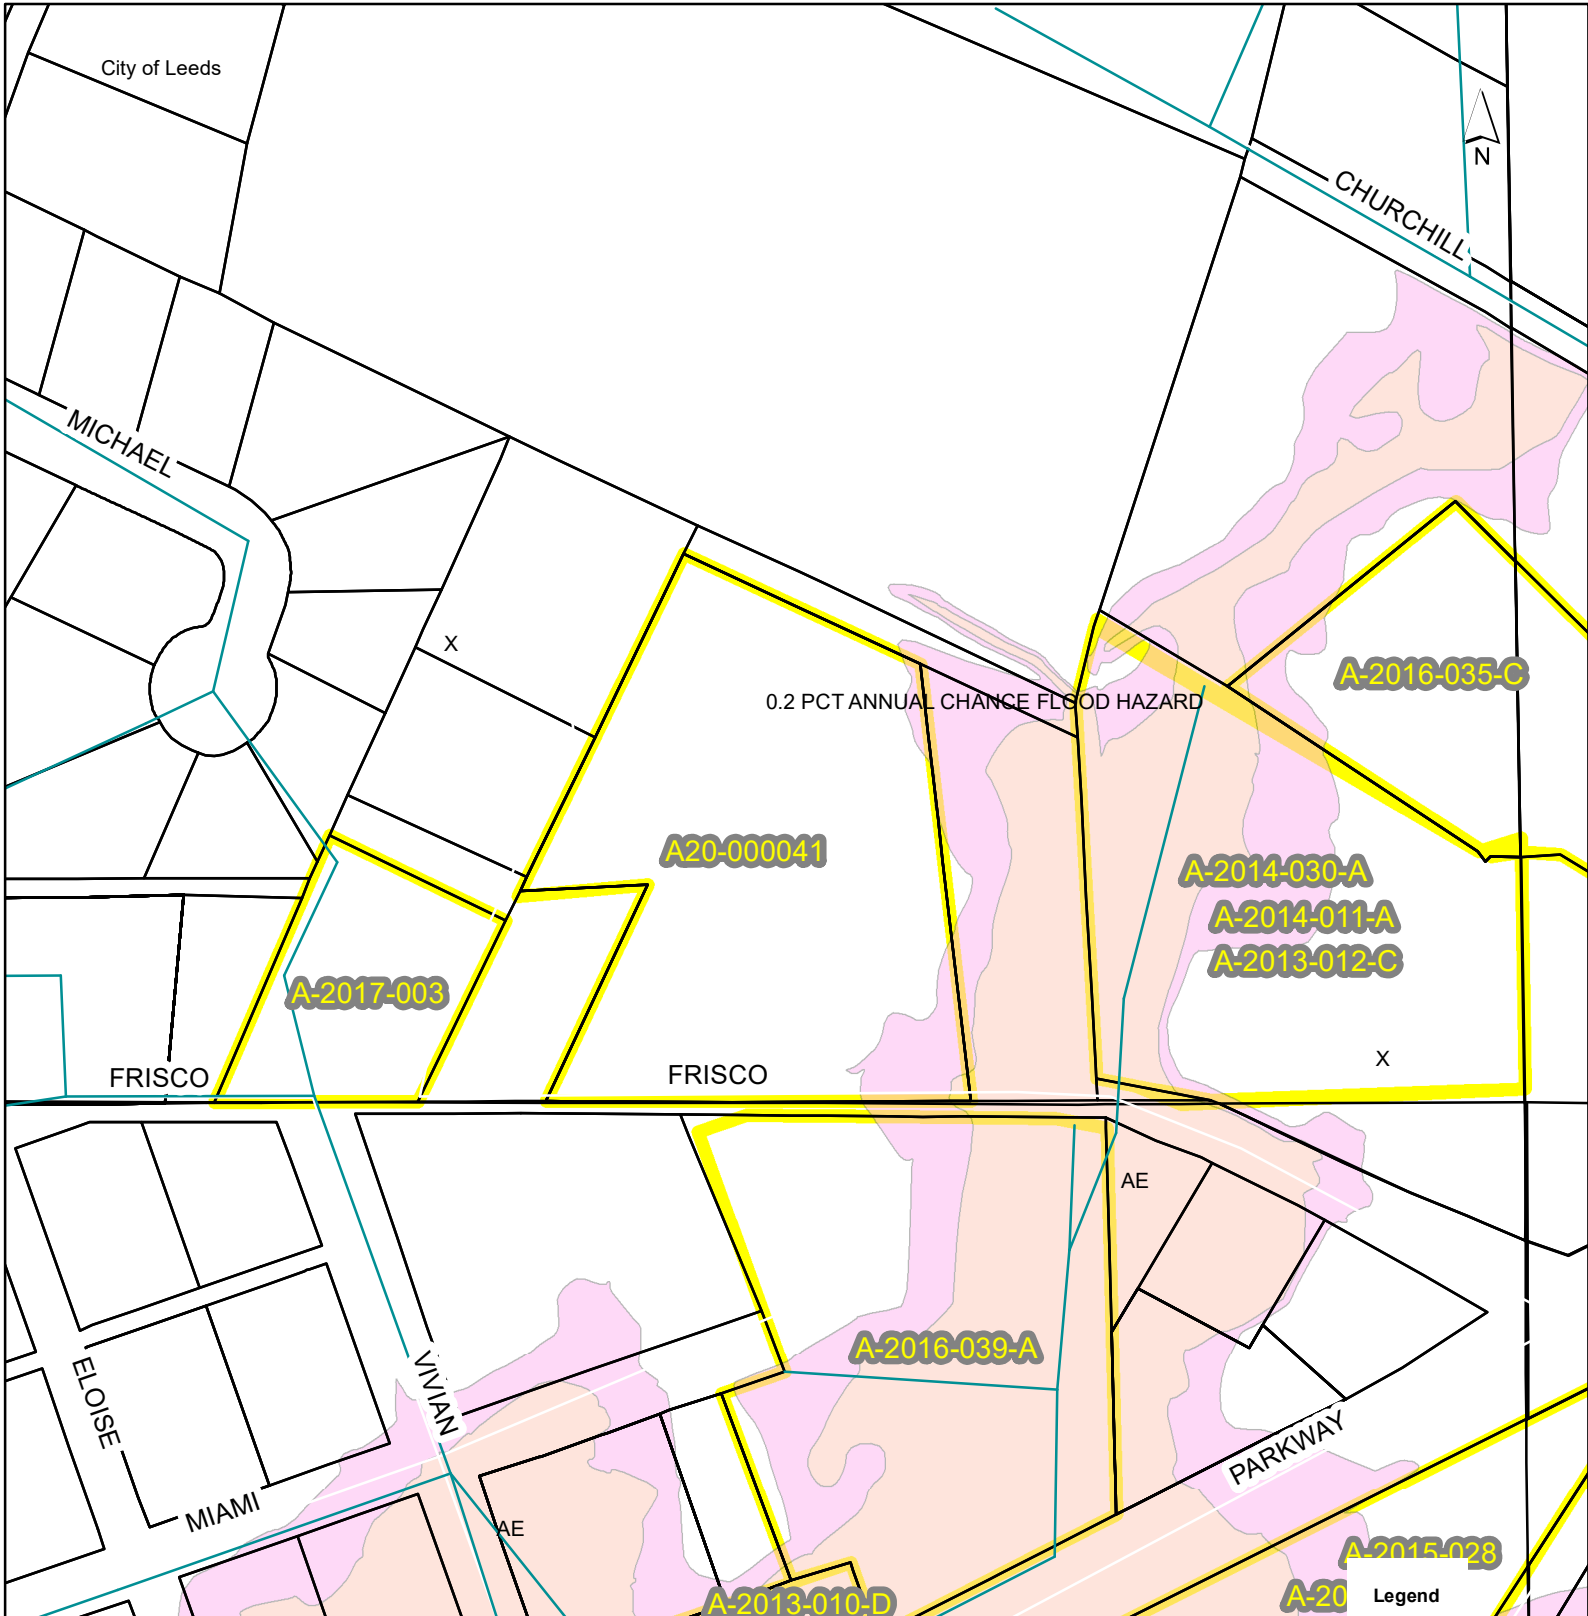 City of Leeds
N
CHURCHILL
MICHAEL
X
A-2016-035-C
0.2 PCT ANNUAL CHANCE FLOOD HAZARD
A20-000041
A-2014-030-A
A-2014-011-A
A-2013-012-C
A-2017-003
X
FRISCO
FRISCO
AE
A-2016-039-A
VIVIAN
ELOISE
PARKWAY
MIAMI
AE
A-2015-028
A-20
Legend
A-2013-010-D